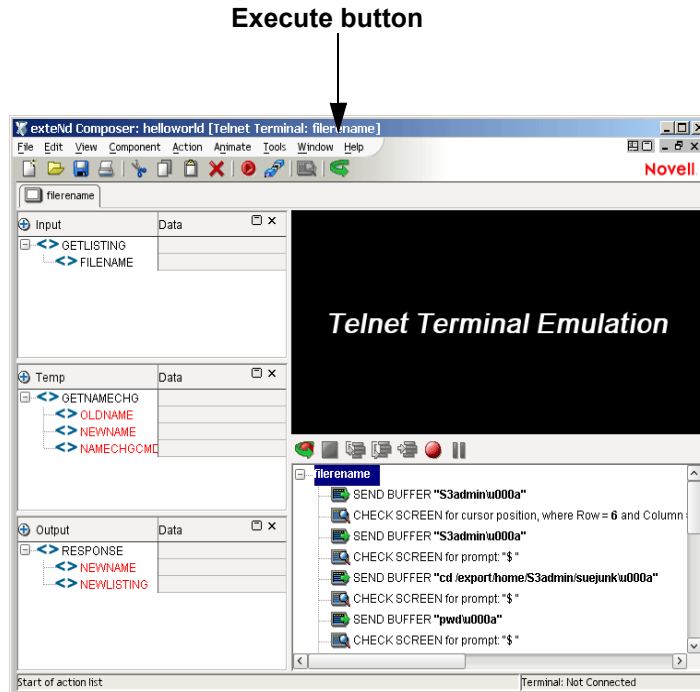 Execute button
exteNd Composer: helloworld [Telnet Terminal: filerename]
File Edit View Component Action Animate Tools Window Help
Novell.
filerename
Input Data
GETLISTING
FILENAME
Telnet Terminal Emulation
Temp Data
GETNAMECHG
OLDNAME
NEWNAME
NAMECHGCMD
filerename
SEND BUFFER "S3admin\u000a"
CHECK SCREEN for cursor position, where Row = 6 and Column =
SEND BUFFER "S3admin\u000a"
CHECK SCREEN for prompt: "$ "
SEND BUFFER "cd /export/home/S3admin/suejunk\u000a"
CHECK SCREEN for prompt: "$ "
SEND BUFFER "pwd\u000a"
CHECK SCREEN for prompt: "$ "
Output Data
RESPONSE
NEWNAME
NEWLISTING
Start of action list
Terminal: Not Connected